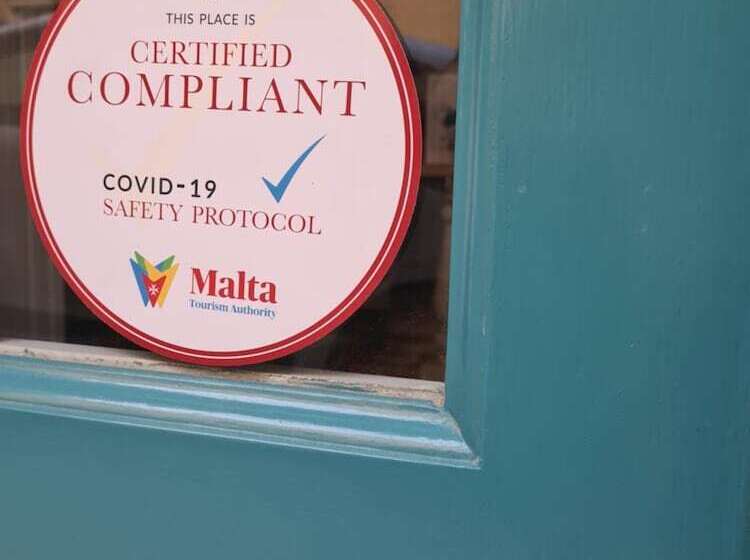 THIS PLACE IS
CERTIFIED
COMPLIANT
COVID-19
SAFETY PROTOCOL
Malta
Tourism Authority